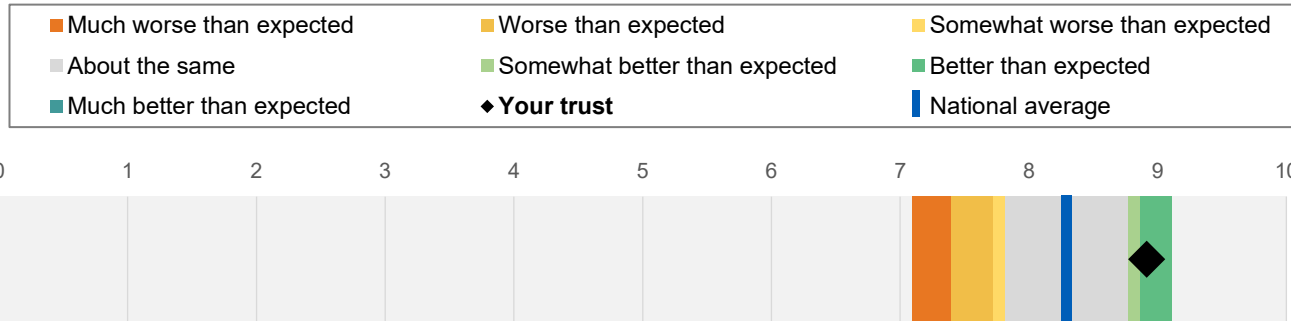 Much worse than expected Worse than expected Somewhat worse than expected
About the same Somewhat better than expected Better than expected
Much better than expected Your trust National average
0 1 2 3 4 5 6 7 8 9 10